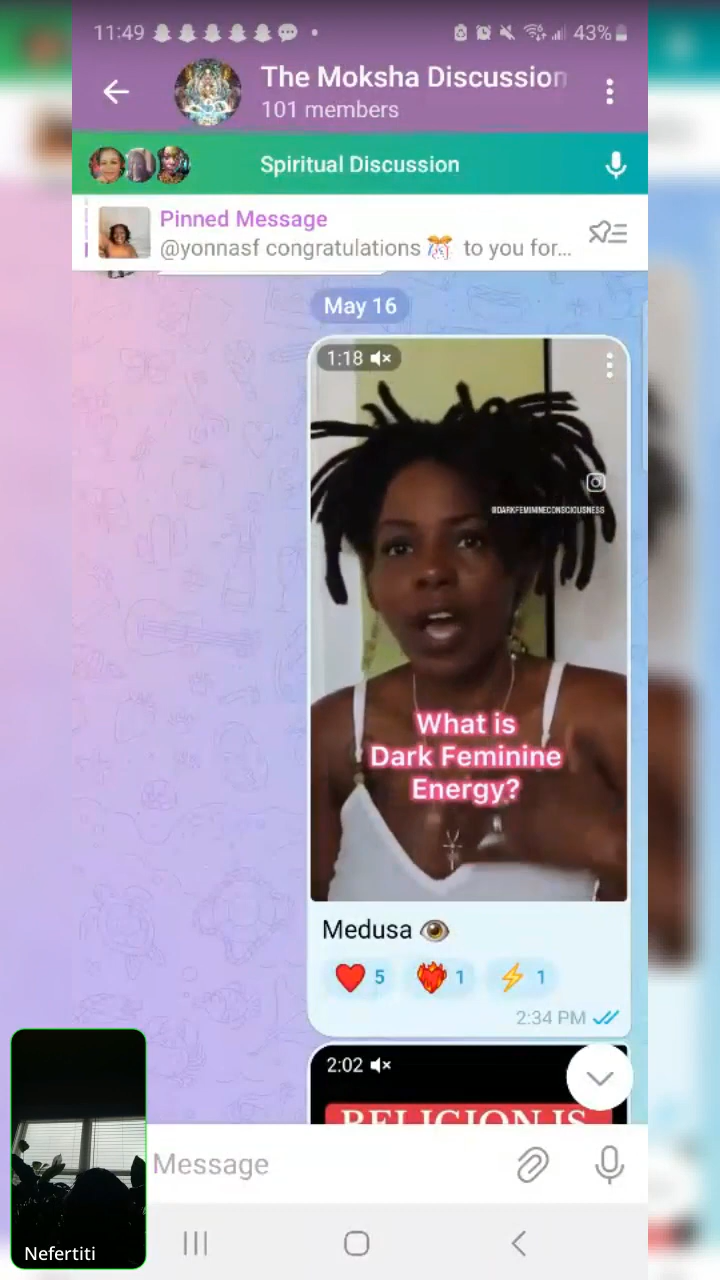 11:49
43%
The Moksha Discussion
101 members
Spiritual Discussion
Pinned Message
@yonnasf congratulations 🎊 to you for...
May 16
1:18
@DARKFEMININECONSCIOUSNESS
What is
Dark Feminine
Energy?
Medusa 👁️
❤️ 5 ❤️‍🔥 1 ⚡ 1
2:34 PM
2:02
RELIGION IS
Message
Nefertiti